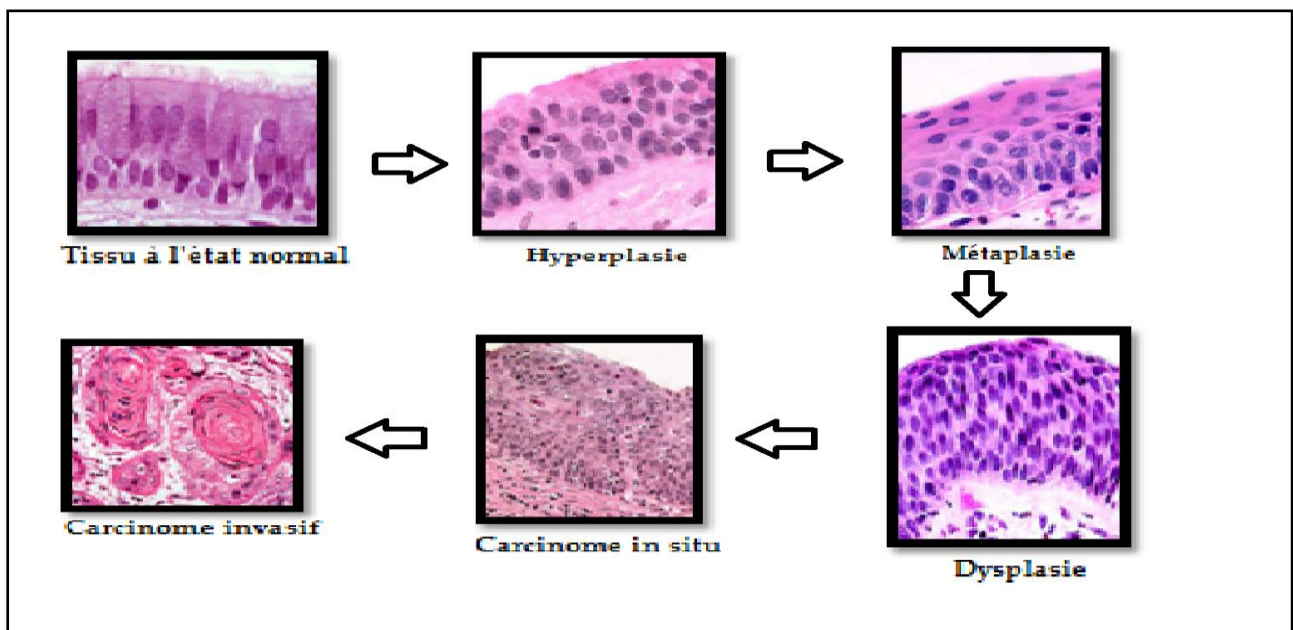 Tissu à l'état normal
Hyperplasie
Métaplasie
Carcinome invasif
Carcinome in situ
Dysplasie